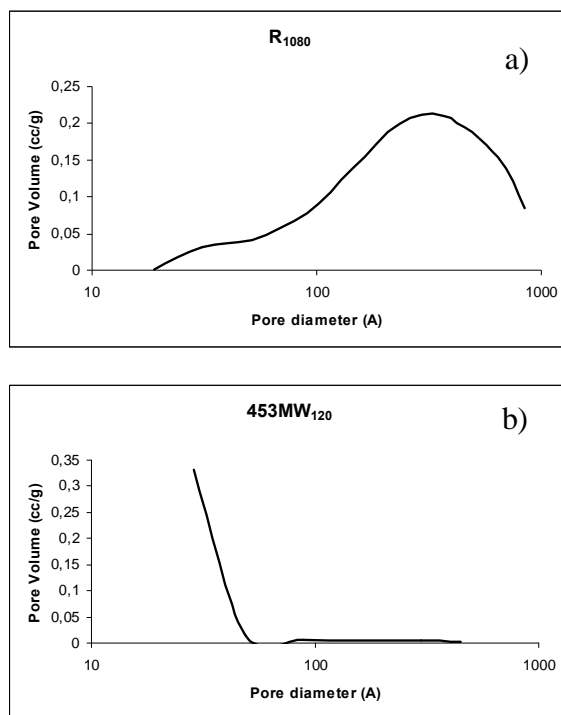 R1080
a)
0,25
0,2
0,15
0,1
0,05
0
Pore Volume (cc/g)
10 100 1000
Pore diameter (A)
453MW120
b)
0,35
0,3
0,25
0,2
0,15
0,1
0,05
0
Pore Volume (cc/g)
10 100 1000
Pore diameter (A)